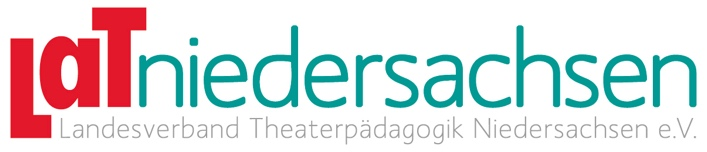 LaTniedersachsen
Landesverband Theaterpädagogik Niedersachsen e.V.